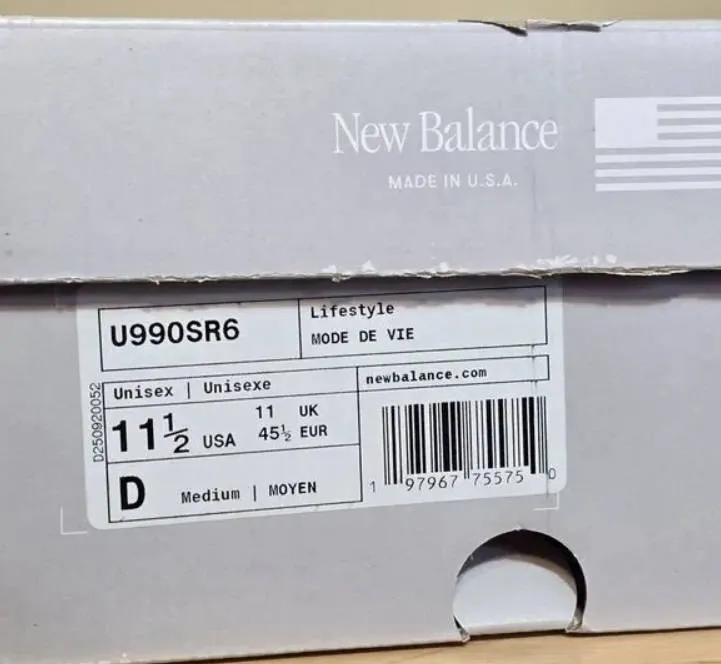 New Balance
MADE IN U.S.A.
U990SR6
Lifestyle
MODE DE VIE
Unisex | Unisexe
newbalance.com
11½ USA
11 UK
45½ EUR
D
Medium | MOYEN
1 97967 75575 0
D250920052